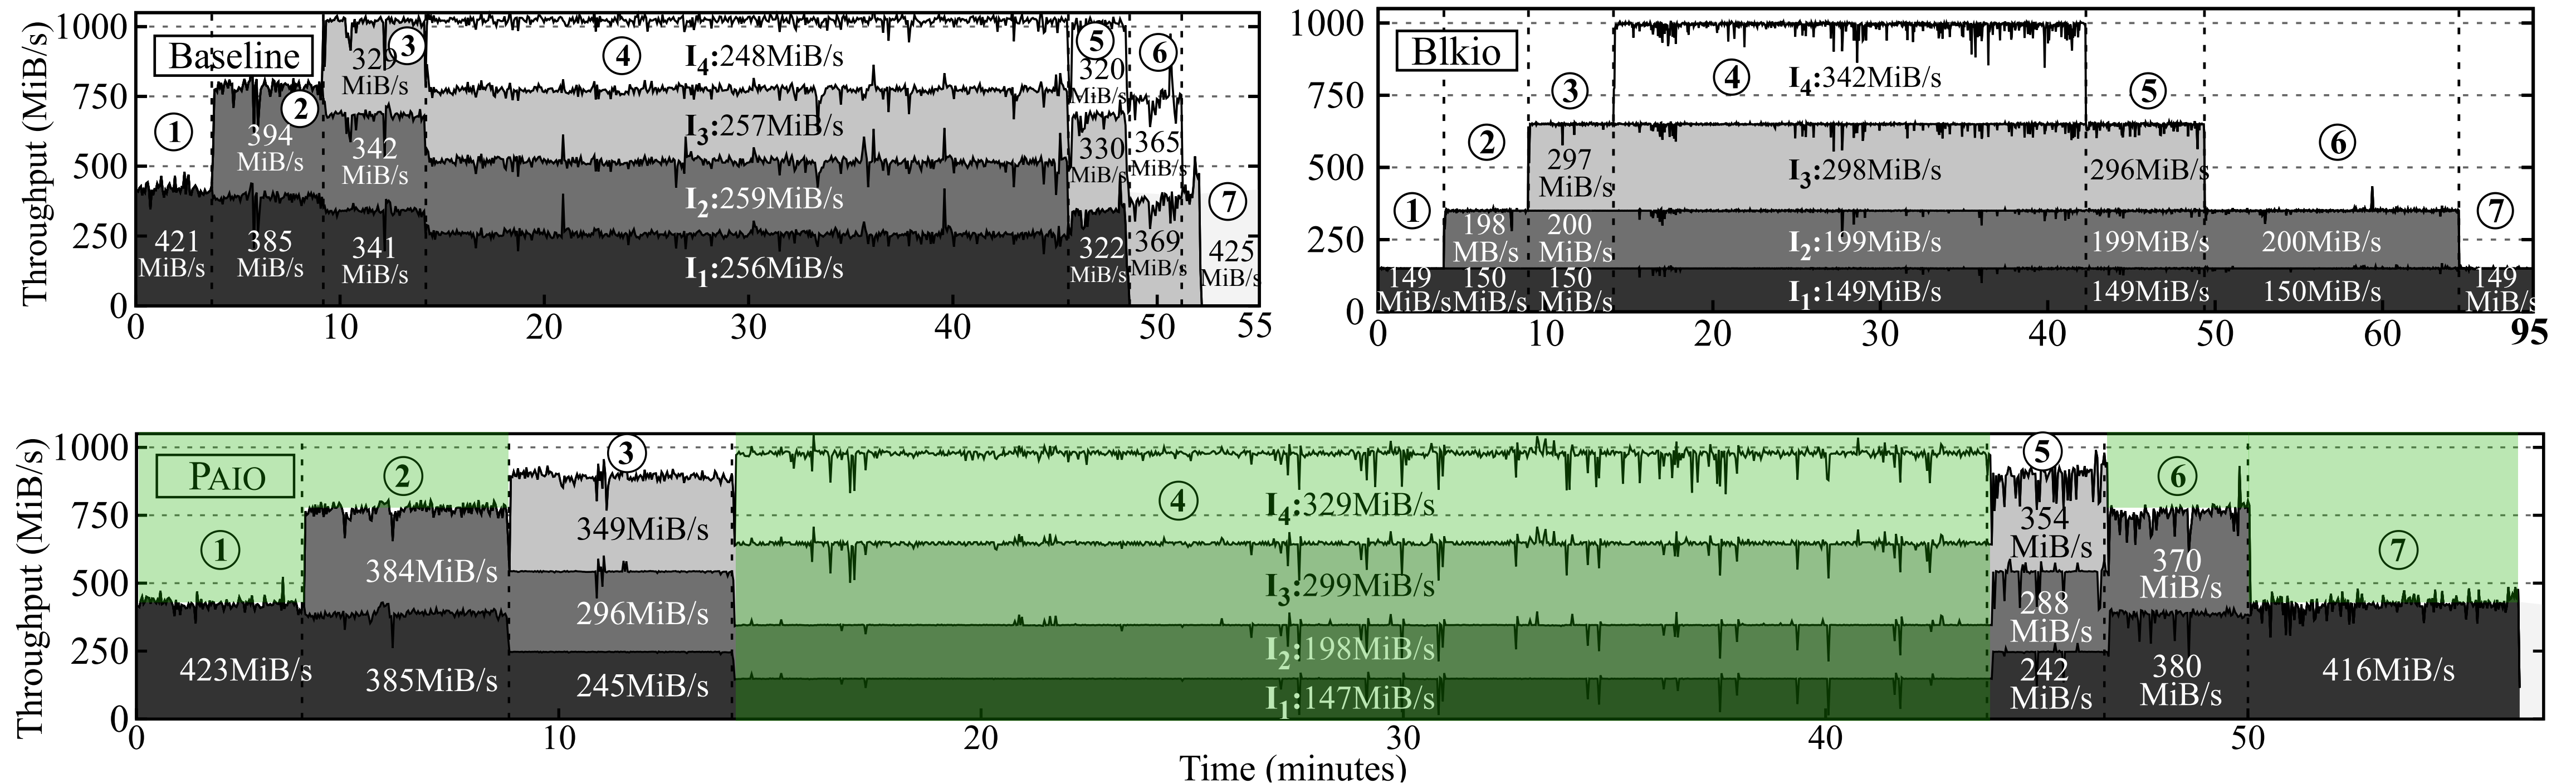 Throughput (MiB/s)
1000
750
500
250
0
Baseline
①
②
③
④
⑤
⑥
⑦
421
MiB/s
394
MiB/s
385
MiB/s
329
MiB/s
342
MiB/s
341
MiB/s
I4:248MiB/s
I3:257MiB/s
I2:259MiB/s
I1:256MiB/s
320
MiB/s
330
MiB/s
322
MiB/s
365
MiB/s
369
MiB/s
425
MiB/s
0 10 20 30 40 50 55
1000
750
500
250
0
Blkio
①
②
③
④
⑤
⑥
⑦
149
MiB/s
198
MB/s
150
MiB/s
297
MiB/s
200
MiB/s
150
MiB/s
I4:342MiB/s
I3:298MiB/s
I2:199MiB/s
I1:149MiB/s
296MiB/s
199MiB/s
149MiB/s
200MiB/s
150MiB/s
149
MiB/s
0 10 20 30 40 50 60 95
Throughput (MiB/s)
1000
750
500
250
0
PAIO
①
②
③
④
⑤
⑥
⑦
423MiB/s
384MiB/s
385MiB/s
349MiB/s
296MiB/s
245MiB/s
I4:329MiB/s
I3:299MiB/s
I2:198MiB/s
I1:147MiB/s
354
MiB/s
288
MiB/s
242
MiB/s
370
MiB/s
380
MiB/s
416MiB/s
0 10 20 30 40 50
Time (minutes)